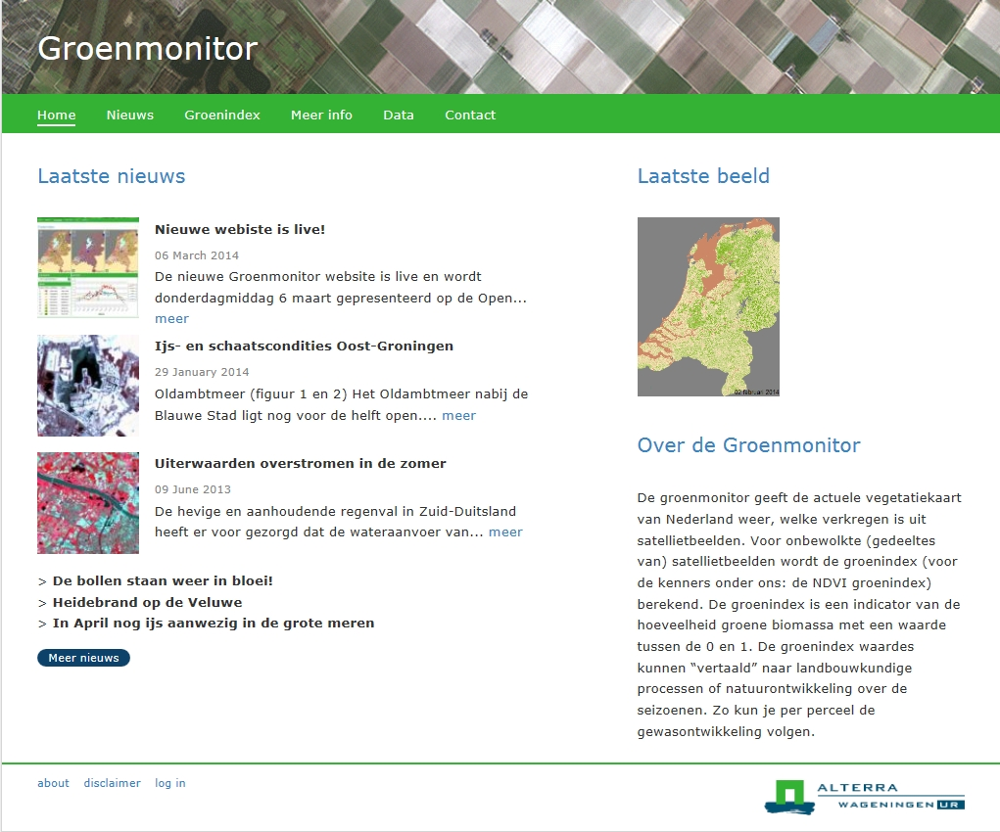 Groenmonitor
Home Nieuws Groenindex Meer info Data Contact
Laatste nieuws
Nieuwe webiste is live!
06 March 2014
De nieuwe Groenmonitor website is live en wordt
donderdagmiddag 6 maart gepresenteerd op de Open...
meer
Ijs- en schaatscondities Oost-Groningen
29 January 2014
Oldambtmeer (figuur 1 en 2) Het Oldambtmeer nabij de
Blauwe Stad ligt nog voor de helft open.... meer
Uiterwaarden overstromen in de zomer
09 June 2013
De hevige en aanhoudende regenval in Zuid-Duitsland
heeft er voor gezorgd dat de wateraanvoer van... meer
> De bollen staan weer in bloei!
> Heidebrand op de Veluwe
> In April nog ijs aanwezig in de grote meren
Meer nieuws
Laatste beeld
februari 2014
Over de Groenmonitor
De groenmonitor geeft de actuele vegetatiekaart
van Nederland weer, welke verkregen is uit
satellietbeelden. Voor onbewolkte (gedeeltes
van) satellietbeelden wordt de groenindex (voor
de kenners onder ons: de NDVI groenindex)
berekend. De groenindex is een indicator van de
hoeveelheid groene biomassa met een waarde
tussen de 0 en 1. De groenindex waardes
kunnen “vertaald” naar landbouwkundige
processen of natuurontwikkeling over de
seizoenen. Zo kun je per perceel de
gewasontwikkeling volgen.
about disclaimer log in
ALTERRA
WAGENINGEN UR